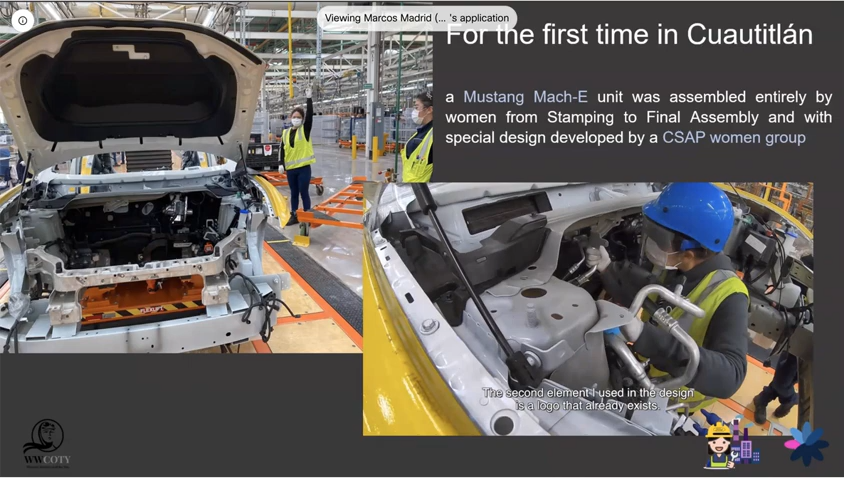 Viewing Marcos Madrid (... 's application
For the first time in Cuautitlán
a Mustang Mach-E unit was assembled entirely by
women from Stamping to Final Assembly and with
special design developed by a CSAP women group
The second element I used in the design
is a logo that already exists.
WWCOTY